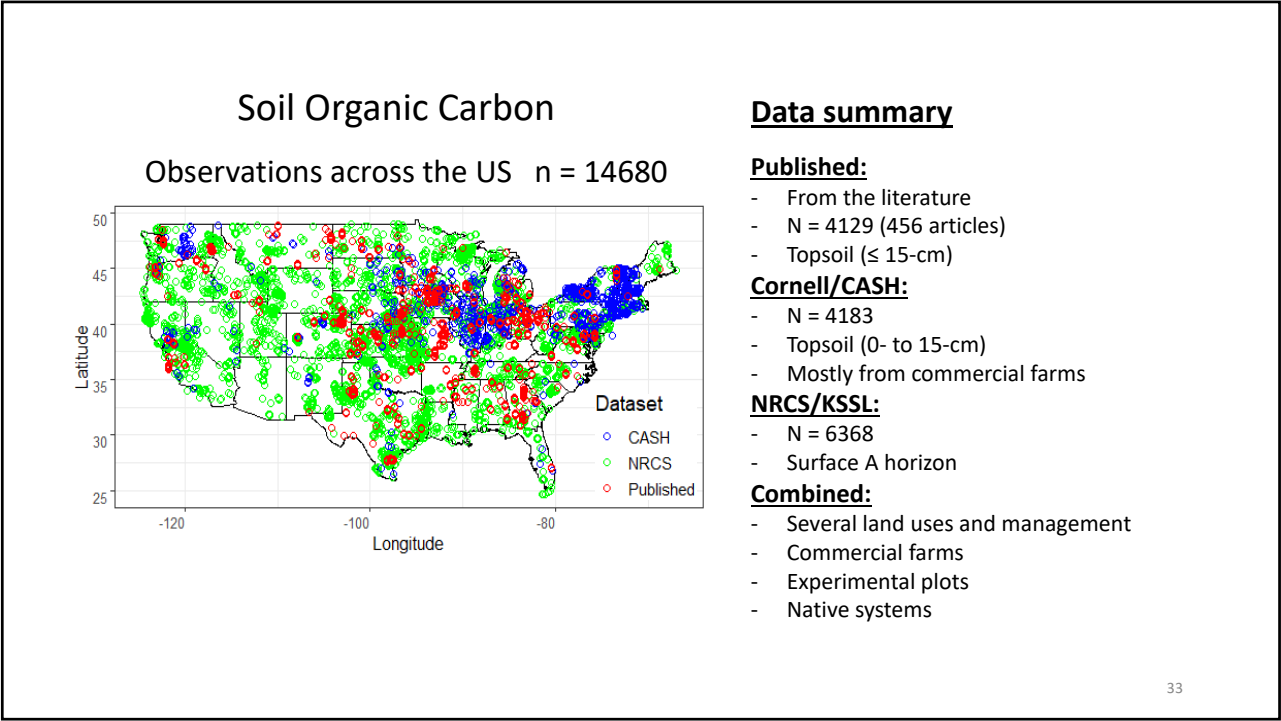 Soil Organic Carbon
Observations across the US n = 14680
50
45
40
35
30
25
Latitude
-120
-100
-80
Longitude
Dataset
CASH
NRCS
Published
Data summary
Published:
- From the literature
- N = 4129 (456 articles)
- Topsoil (≤ 15-cm)
Cornell/CASH:
- N = 4183
- Topsoil (0- to 15-cm)
- Mostly from commercial farms
NRCS/KSSL:
- N = 6368
- Surface A horizon
Combined:
- Several land uses and management
- Commercial farms
- Experimental plots
- Native systems
33